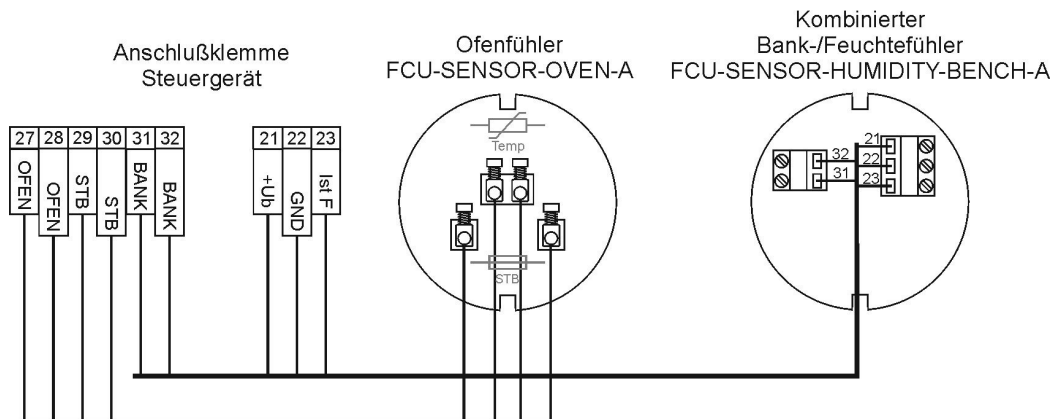 Anschlußklemme
Steuergerät
27 28 29 30 31 32
OFEN
OFEN
STB
STB
BANK
BANK
21 22 23
+Ub
GND
Ist F
Ofenfühler
FCU-SENSOR-OVEN-A
Temp
STB
Kombinierter
Bank-/Feuchtefühler
FCU-SENSOR-HUMIDITY-BENCH-A
32
31
21
22
23